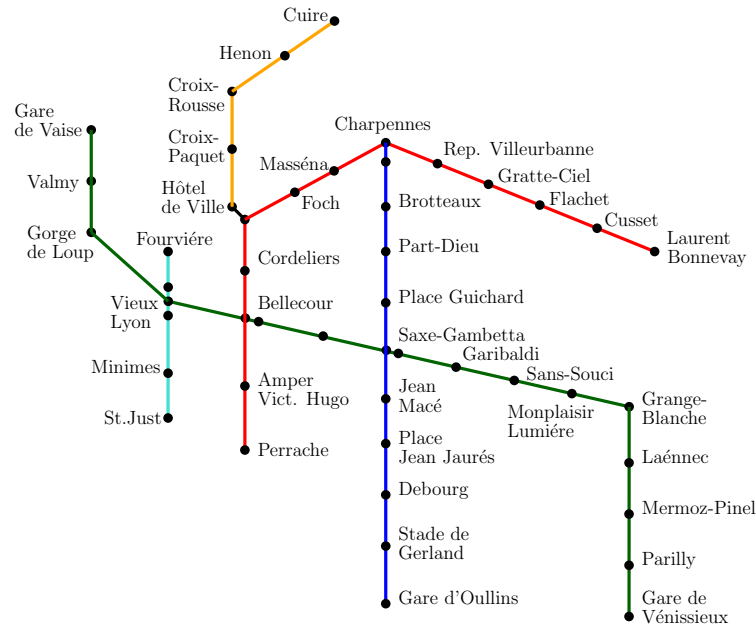 Cuire
Henon
Croix-
Rousse
Gare
de Vaise
Charpennes
Croix-
Paquet
Rep. Villeurbanne
Masséna
Gratte-Ciel
Valmy
Hôtel
de Ville
Foch
Brotteaux
Flachet
Cusset
Gorge
de Loup
Fourviére
Cordeliers
Part-Dieu
Laurent
Bonnevay
Vieux
Lyon
Bellecour
Place Guichard
Saxe-Gambetta
Garibaldi
Minimes
Sans-Souci
Amper
Vict. Hugo
Jean
Macé
Monplaisir
Lumiére
Grange-
Blanche
St.Just
Perrache
Place
Jean Jaurés
Laénnec
Debourg
Mermoz-Pinel
Stade de
Gerland
Parilly
Gare d'Oullins
Gare de
Vénissieux